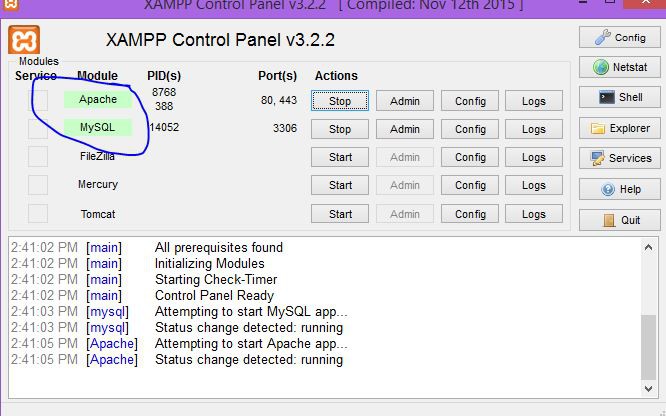 XAMPP Control Panel v3.2.2 [ Compiled: Nov 12th 2015 ]
XAMPP Control Panel v3.2.2
Config
Modules
Service Module PID(s) Port(s) Actions
Netstat
Apache 8768 388 80, 443 Stop Admin Config Logs
Shell
MySQL 14052 3306 Stop Admin Config Logs
Explorer
FileZilla Start Admin Config Logs
Services
Mercury Start Admin Config Logs
Help
Tomcat Start Admin Config Logs
Quit
2:41:02 PM [main] All prerequisites found
2:41:02 PM [main] Initializing Modules
2:41:02 PM [main] Starting Check-Timer
2:41:02 PM [main] Control Panel Ready
2:41:03 PM [mysql] Attempting to start MySQL app...
2:41:03 PM [mysql] Status change detected: running
2:41:05 PM [Apache] Attempting to start Apache app...
2:41:05 PM [Apache] Status change detected: running